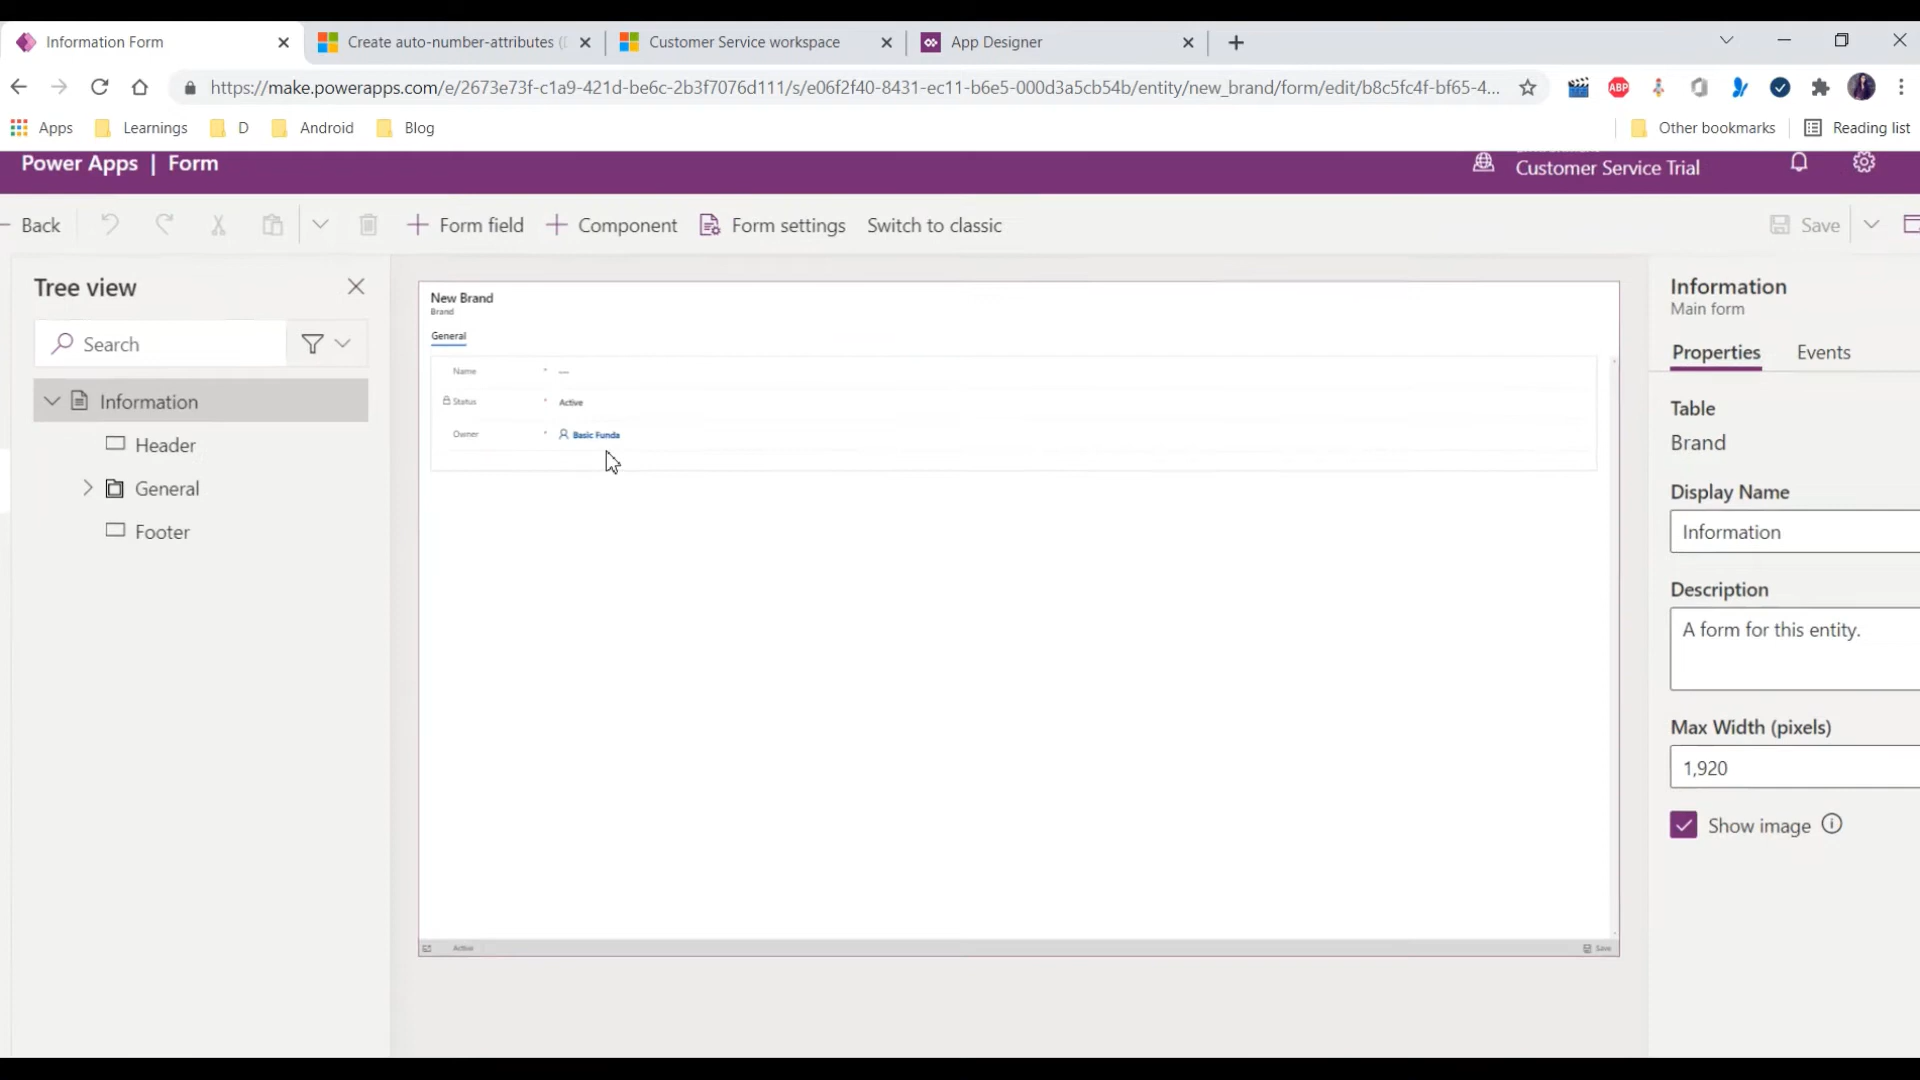 Information Form
Create auto-number-attributes (
Customer Service workspace
App Designer
https://make.powerapps.com/e/2673e73f-c1a9-421d-be6c-2b3f7076d111/s/e06f2f40-8431-ec11-b6e5-000d3a5cb54b/entity/new_brand/form/edit/b8c5fc4f-bf65-4...
ABP
Apps
Learnings
D
Android
Blog
Other bookmarks
Reading list
Power Apps | Form
Customer Service Trial
Back
Form field
Component
Form settings
Switch to classic
Save
Tree view
Search
Information
Header
General
Footer
New Brand
Brand
General
Name * ---
Status * Active
Owner * Basic Funda
Active
Save
Information
Main form
Properties
Events
Table
Brand
Display Name
Information
Description
A form for this entity.
Max Width (pixels)
1,920
Show image